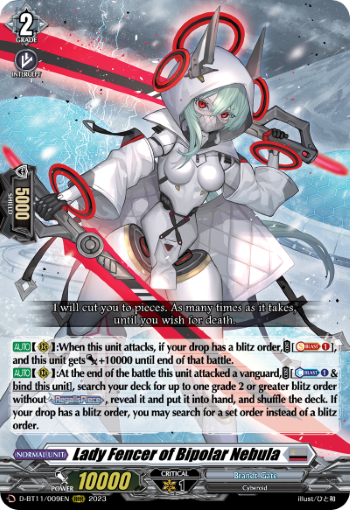 2
GRADE
INTERCEPT
5000
SHIELD
I will cut you to pieces. As many times as it takes,
until you wish for death.
AUTO :When this unit attacks, if your drop has a blitz order, [BLAST 1],
and this unit gets +10000 until end of that battle.
AUTO :At the end of the battle this unit attacked a vanguard, [BLAST 1 &
bind this unit], search your deck for up to one grade 2 or greater blitz order
without , reveal it and put it into hand, and shuffle the deck. If
your drop has a blitz order, you may search for a set order instead of a blitz
order.
NORMAL UNIT
Lady Fencer of Bipolar Nebula
POWER 10000
CRITICAL
1
Brandt Gate
Cyberoid
D-BT11/009EN RRR 2023
illust/ひと和